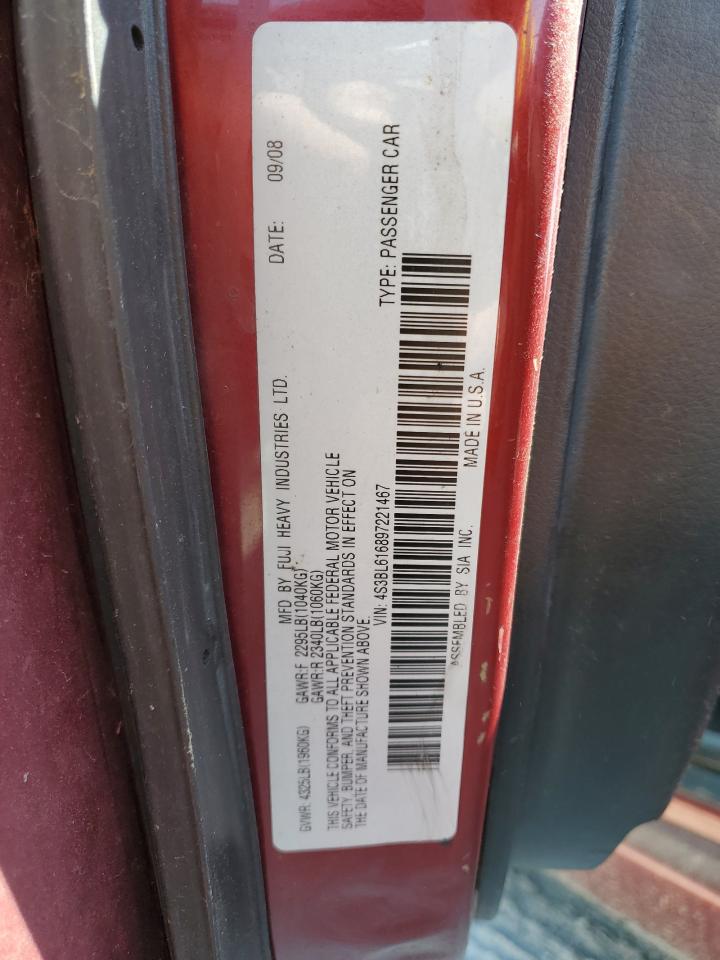 MFD BY FUJI HEAVY INDUSTRIES LTD. DATE: 09/08
GVWR: 4325LB(1960KG) GAWR:F 2295LB(1040KG)
GAWR:R 2340LB(1060KG)
THIS VEHICLE CONFORMS TO ALL APPLICABLE FEDERAL MOTOR VEHICLE
SAFETY, BUMPER, AND THEFT PREVENTION STANDARDS IN EFFECT ON
THE DATE OF MANUFACTURE SHOWN ABOVE.
VIN: 4S3BL616897221467 TYPE: PASSENGER CAR
ASSEMBLED BY SIA INC. MADE IN U.S.A.